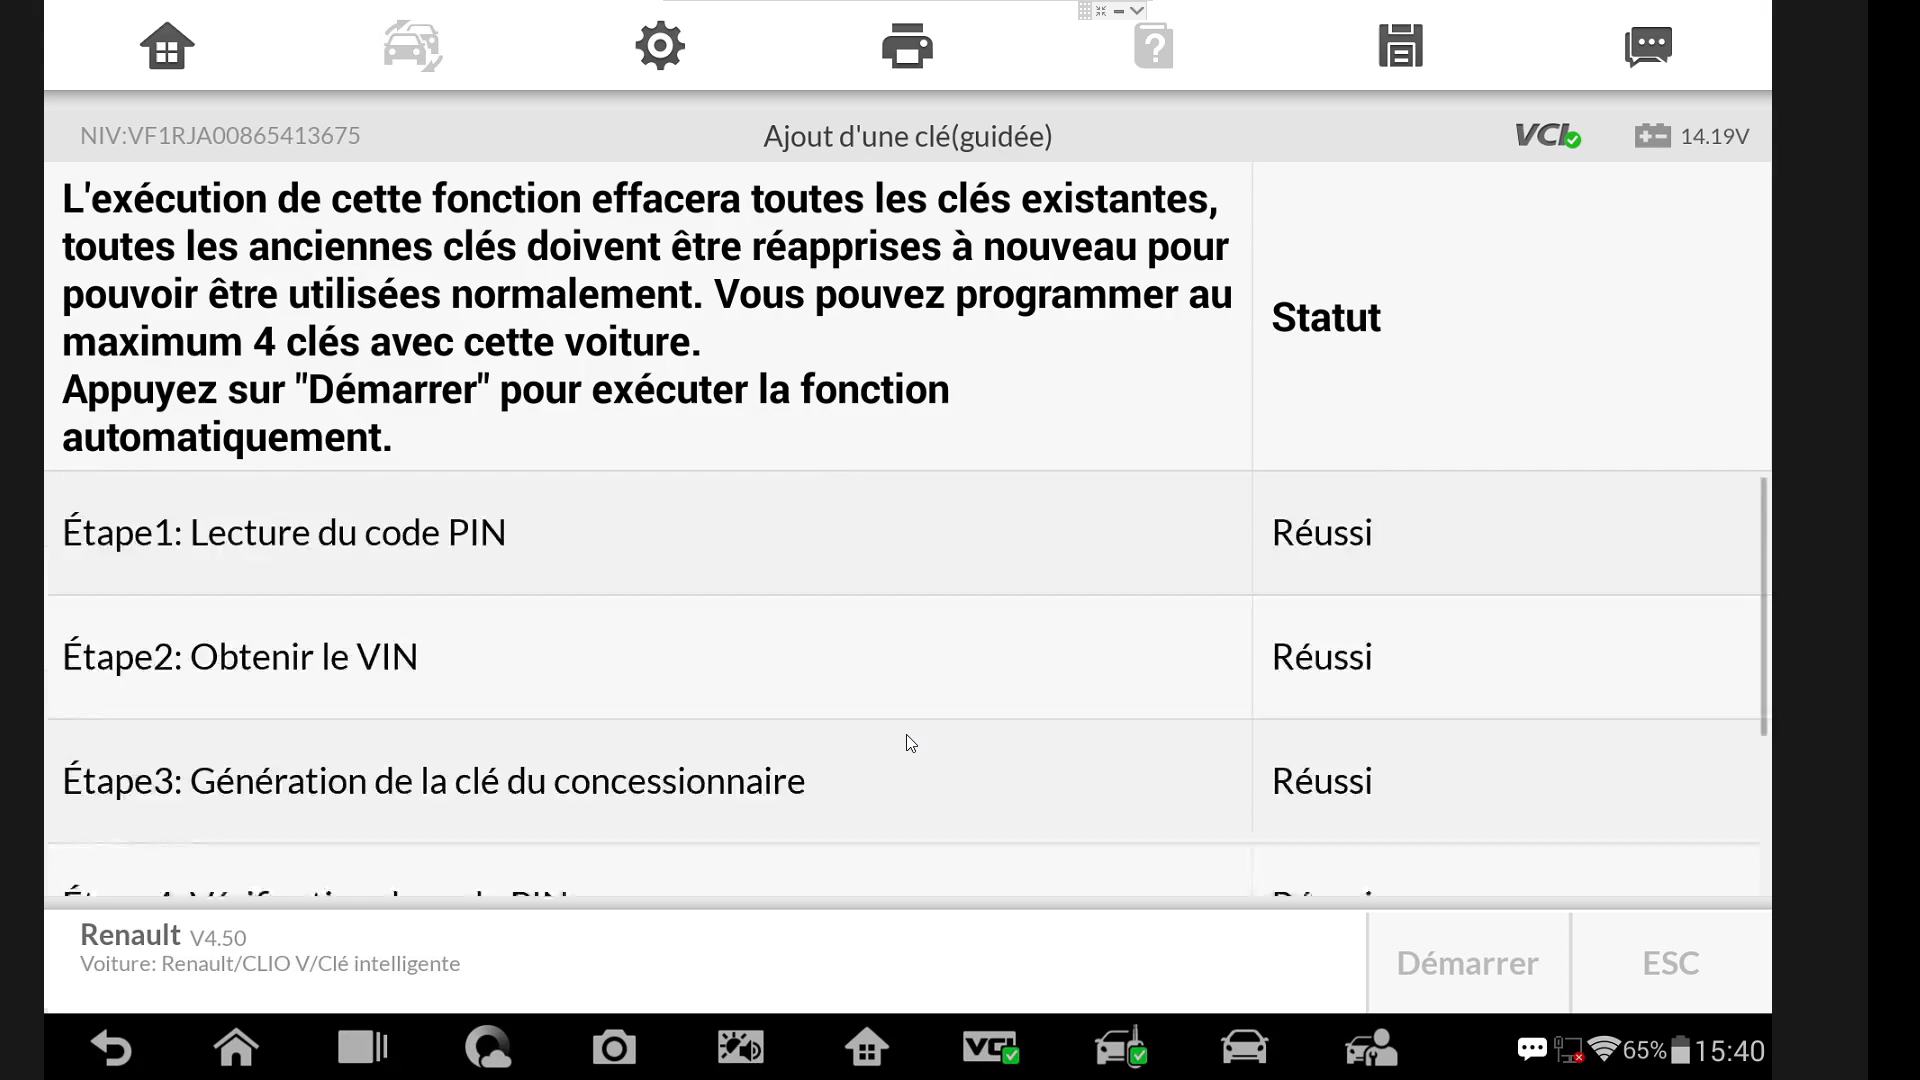 NIV:VF1RJA00865413675
Ajout d'une clé(guidée)
VCI
14.19V
L'exécution de cette fonction effacera toutes les clés existantes,
toutes les anciennes clés doivent être réapprises à nouveau pour
pouvoir être utilisées normalement. Vous pouvez programmer au
maximum 4 clés avec cette voiture.
Appuyez sur "Démarrer" pour exécuter la fonction
automatiquement.
Statut
Étape1: Lecture du code PIN
Réussi
Étape2: Obtenir le VIN
Réussi
Étape3: Génération de la clé du concessionnaire
Réussi
Renault V4.50
Voiture: Renault/CLIO V/Clé intelligente
Démarrer
ESC
VCI
65%
15:40